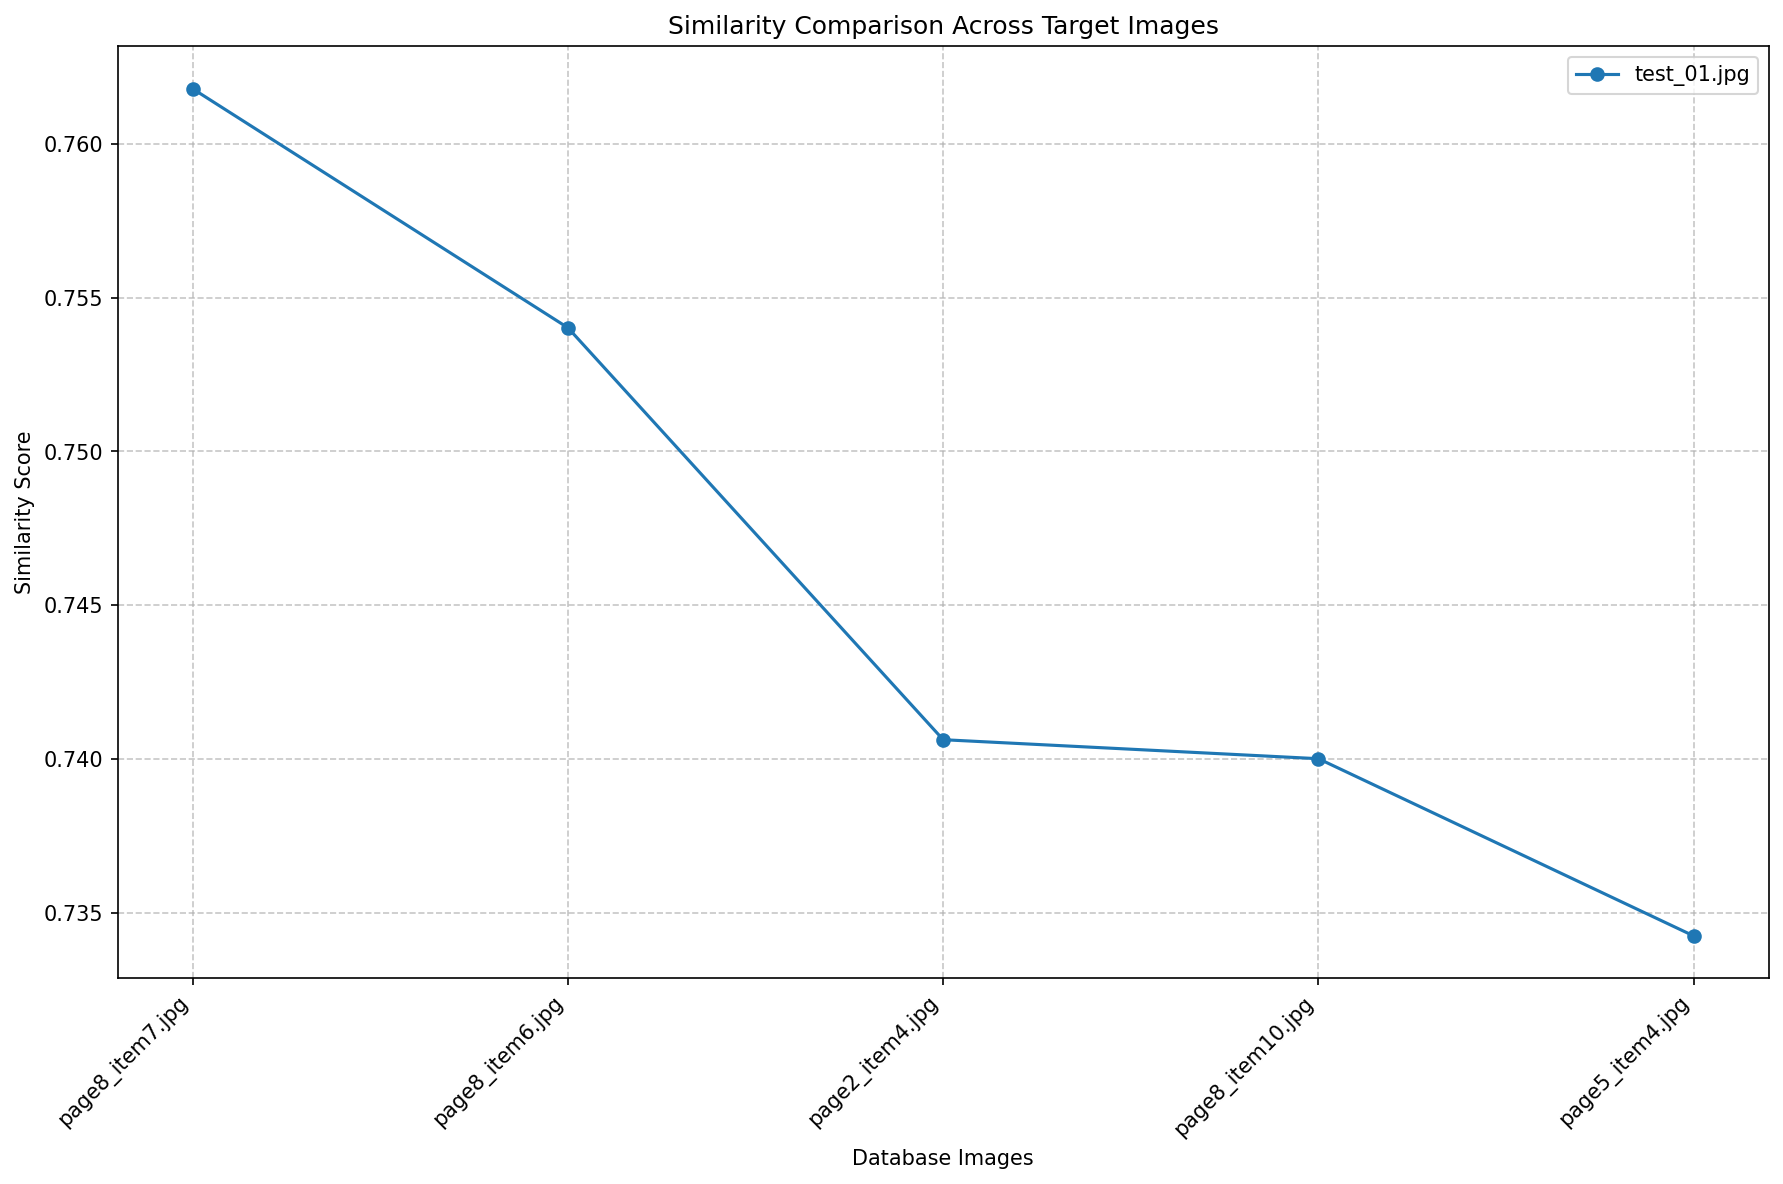 Similarity Comparison Across Target Images
test_01.jpg
0.760
0.755
0.750
0.745
0.740
0.735
Similarity Score
page8_item7.jpg
page8_item6.jpg
page2_item4.jpg
page8_item10.jpg
page5_item4.jpg
Database Images